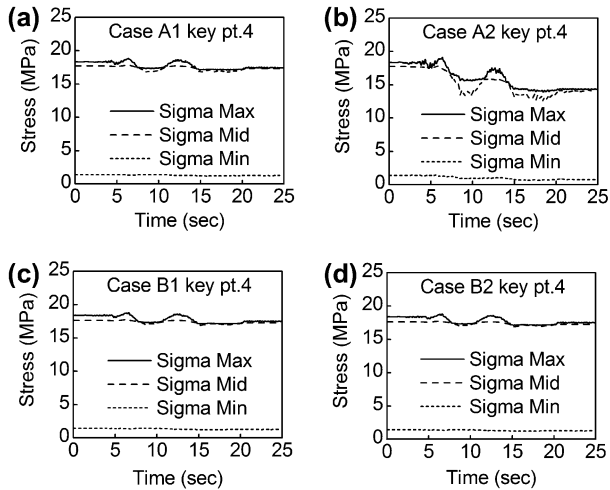 (a)
Case A1 key pt.4
25
20
15
10
5
0
Stress (MPa)
Sigma Max
Sigma Mid
Sigma Min
0 5 10 15 20 25
Time (sec)
(b)
Case A2 key pt.4
25
20
15
10
5
0
Stress (MPa)
Sigma Max
Sigma Mid
Sigma Min
0 5 10 15 20 25
Time (sec)
(c)
Case B1 key pt.4
25
20
15
10
5
0
Stress (MPa)
Sigma Max
Sigma Mid
Sigma Min
0 5 10 15 20 25
Time (sec)
(d)
Case B2 key pt.4
25
20
15
10
5
0
Stress (MPa)
Sigma Max
Sigma Mid
Sigma Min
0 5 10 15 20 25
Time (sec)